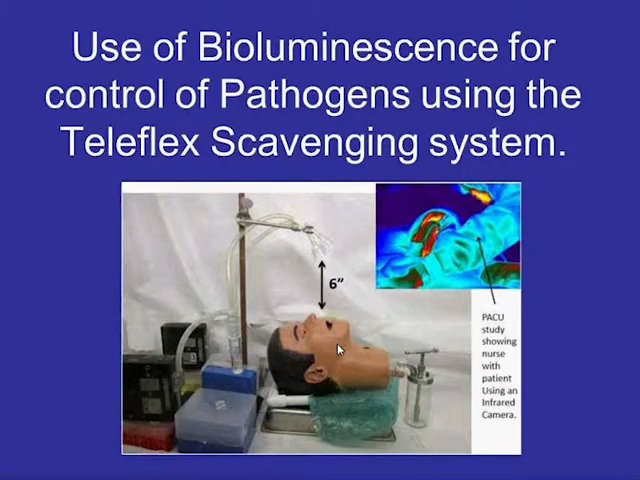 Use of Bioluminescence for
control of Pathogens using the
Teleflex Scavenging system.
6”
PACU
study
showing
nurse
with
patient
Using an
Infrared
Camera.